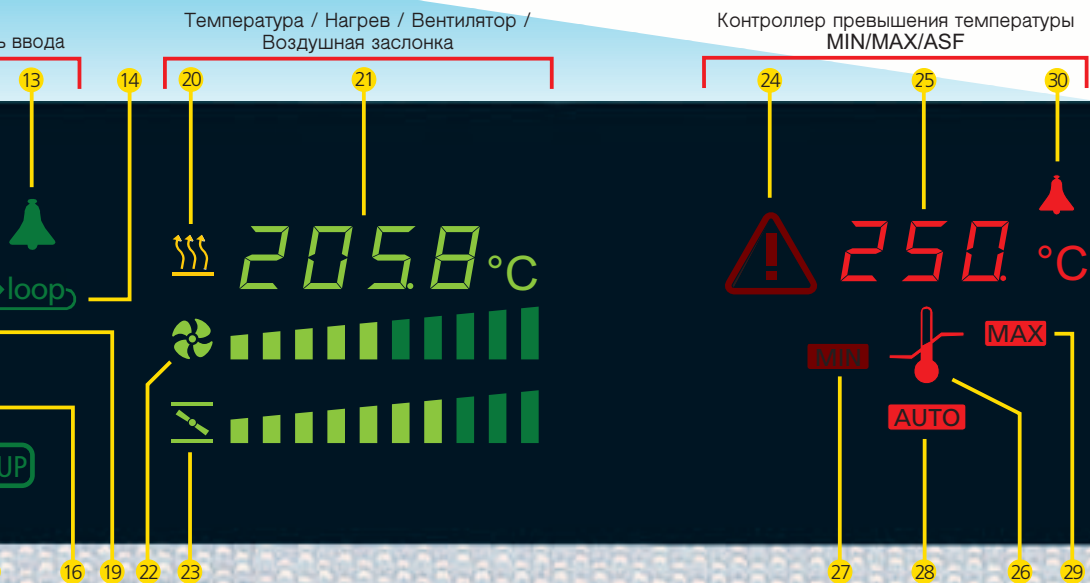 Температура / Нагрев / Вентилятор /
Воздушная заслонка
Контроллер превышения температуры
MIN/MAX/ASF
ь ввода
13
14
20
21
24
25
30
loop
205.8 °C
250. °C
MIN
MAX
AUTO
UP
16
19
22
23
27
28
26
29